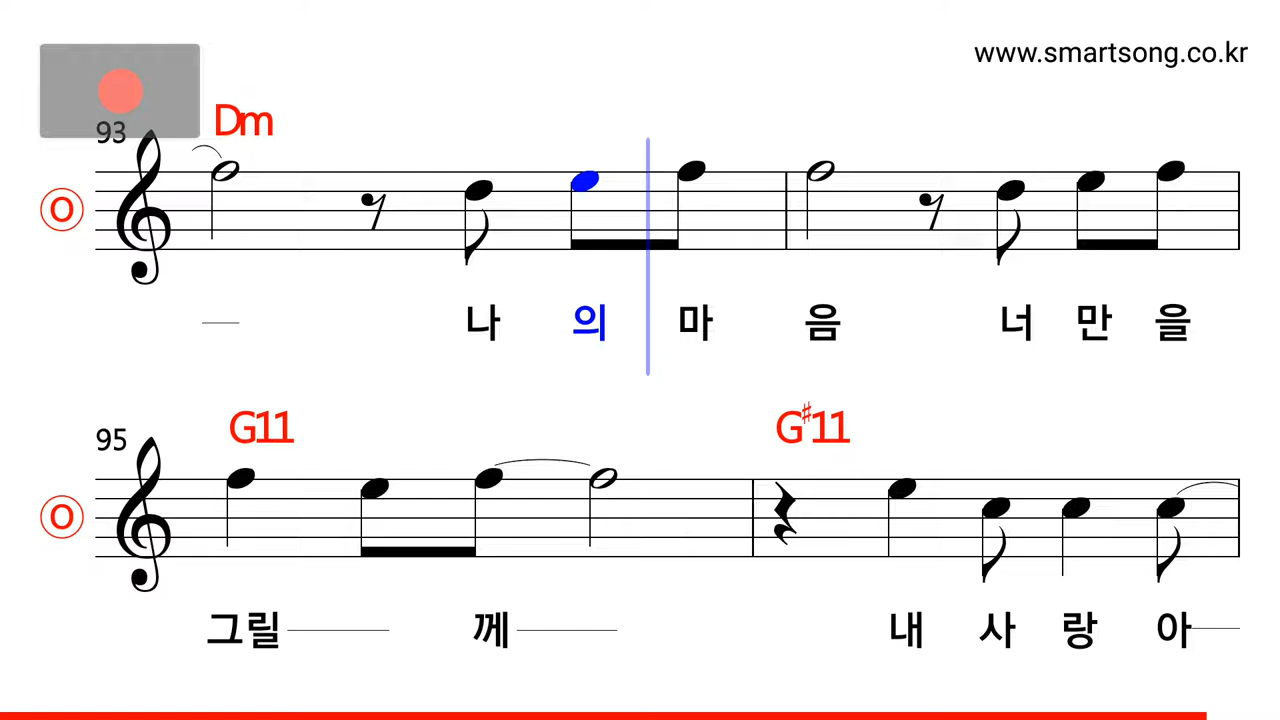 www.smartsong.co.kr
93
Dm
O
나 의 마 음 너 만 을
95
G11 G♯11
O
그릴 께 내 사 랑 아